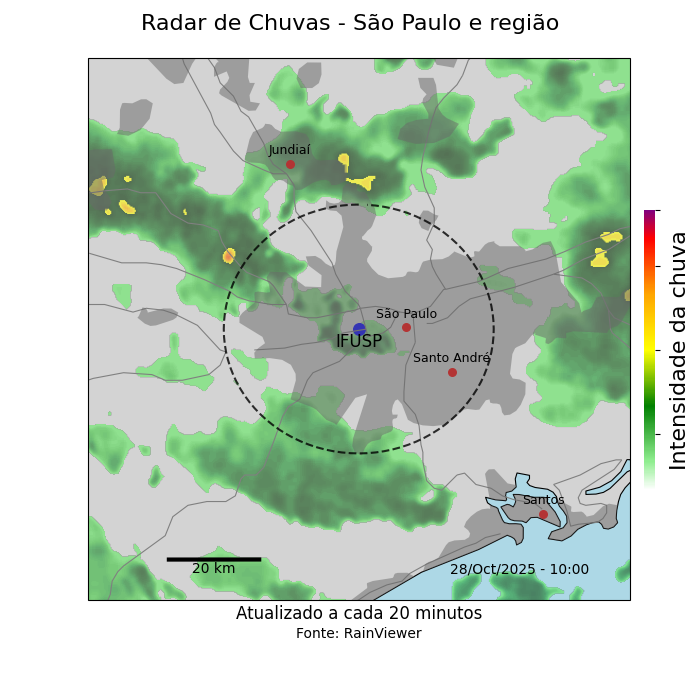 Radar de Chuvas - São Paulo e região
Jundiaí
São Paulo
IFUSP
Santo André
Santos
20 km
28/Oct/2025 - 10:00
Intensidade da chuva
Atualizado a cada 20 minutos
Fonte: RainViewer